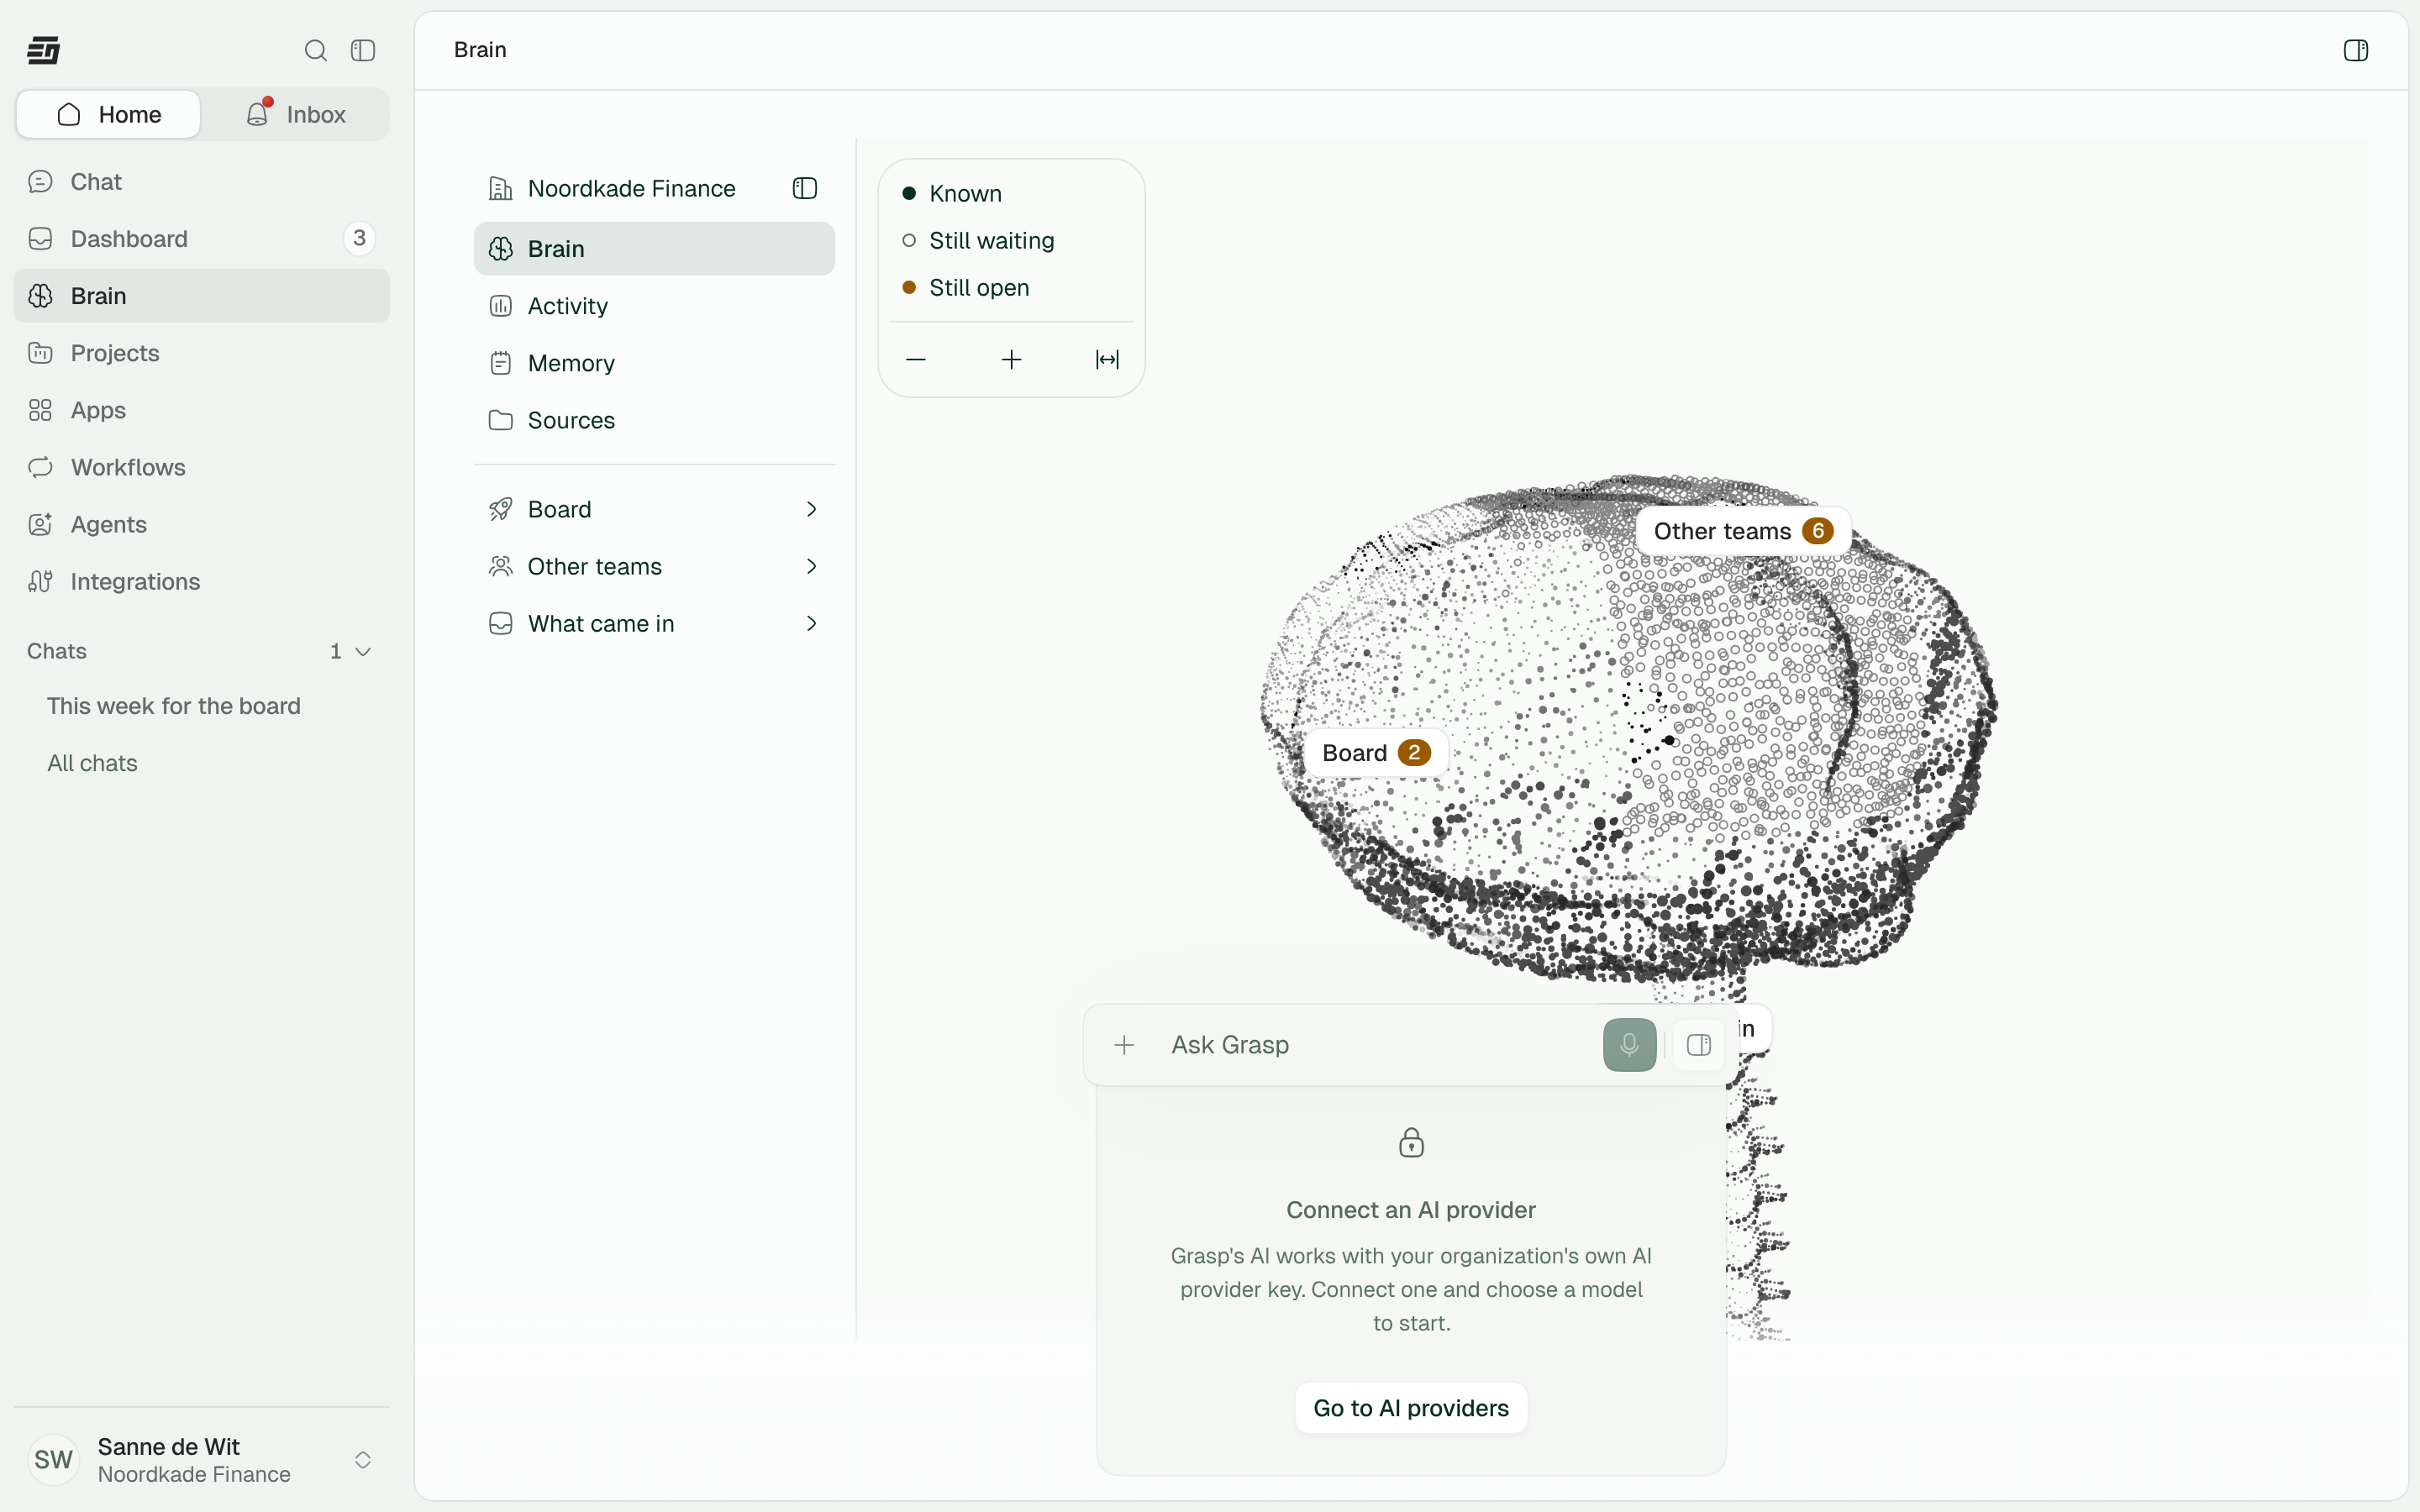 Brain
Home
Inbox
Chat
Dashboard 3
Brain
Projects
Apps
Workflows
Agents
Integrations
Chats 1
This week for the board
All chats
SW
Sanne de Wit
Noordkade Finance
Noordkade Finance
Brain
Activity
Memory
Sources
Board
Other teams
What came in
Known
Still waiting
Still open
Other teams 6
Board 2
in
Ask Grasp
Connect an AI provider
Grasp's AI works with your organization's own AI
provider key. Connect one and choose a model
to start.
Go to AI providers